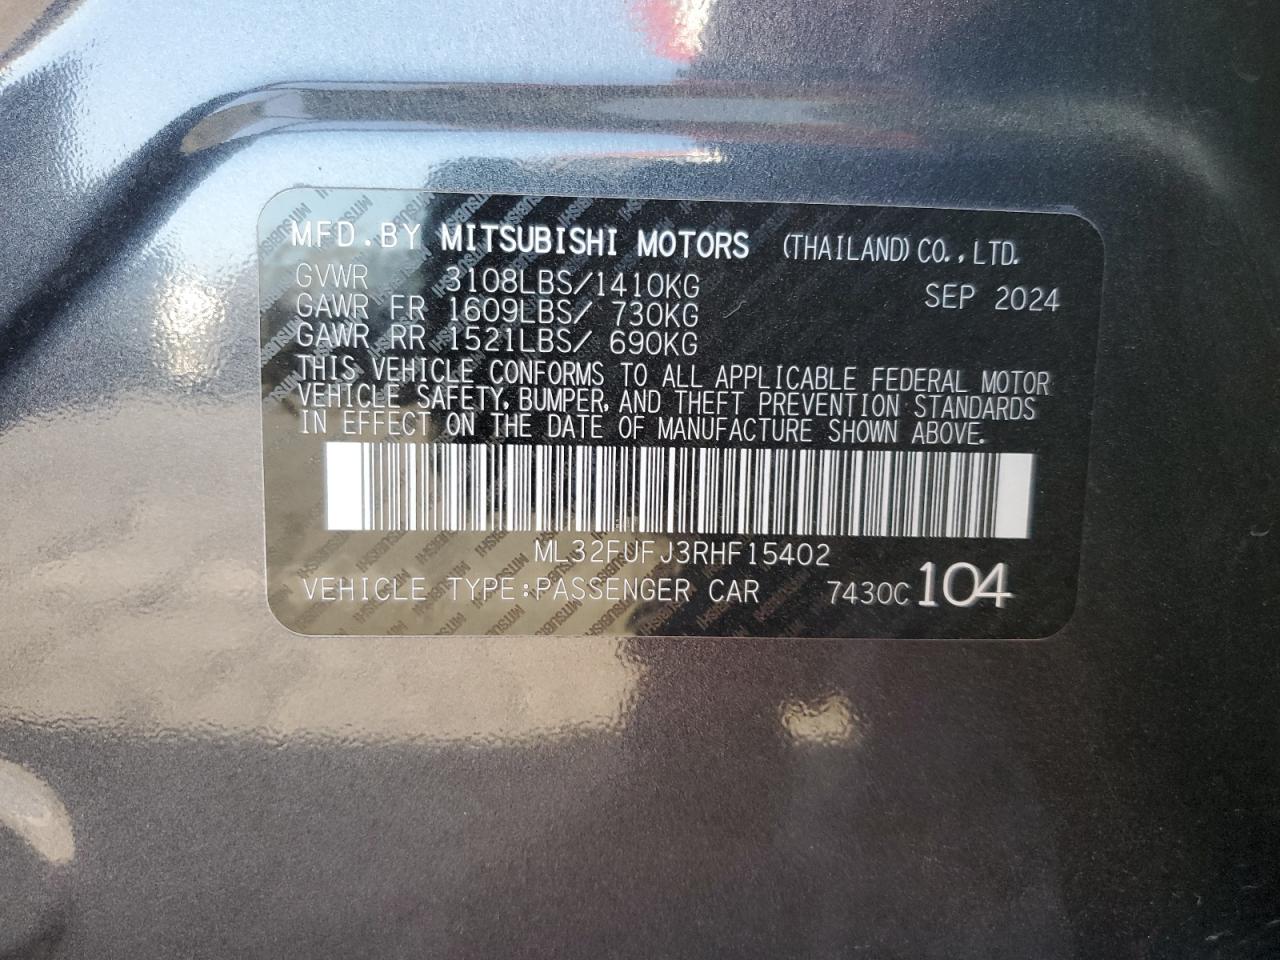 MFD.BY MITSUBISHI MOTORS (THAILAND) CO., LTD.
GVWR 3108LBS/1410KG SEP 2024
GAWR FR 1609LBS/ 730KG
GAWR RR 1521LBS/ 690KG
THIS VEHICLE CONFORMS TO ALL APPLICABLE FEDERAL MOTOR
VEHICLE SAFETY, BUMPER, AND THEFT PREVENTION STANDARDS
IN EFFECT ON THE DATE OF MANUFACTURE SHOWN ABOVE.
ML32FUFJ3RHF15402
VEHICLE TYPE:PASSENGER CAR 7430C 104